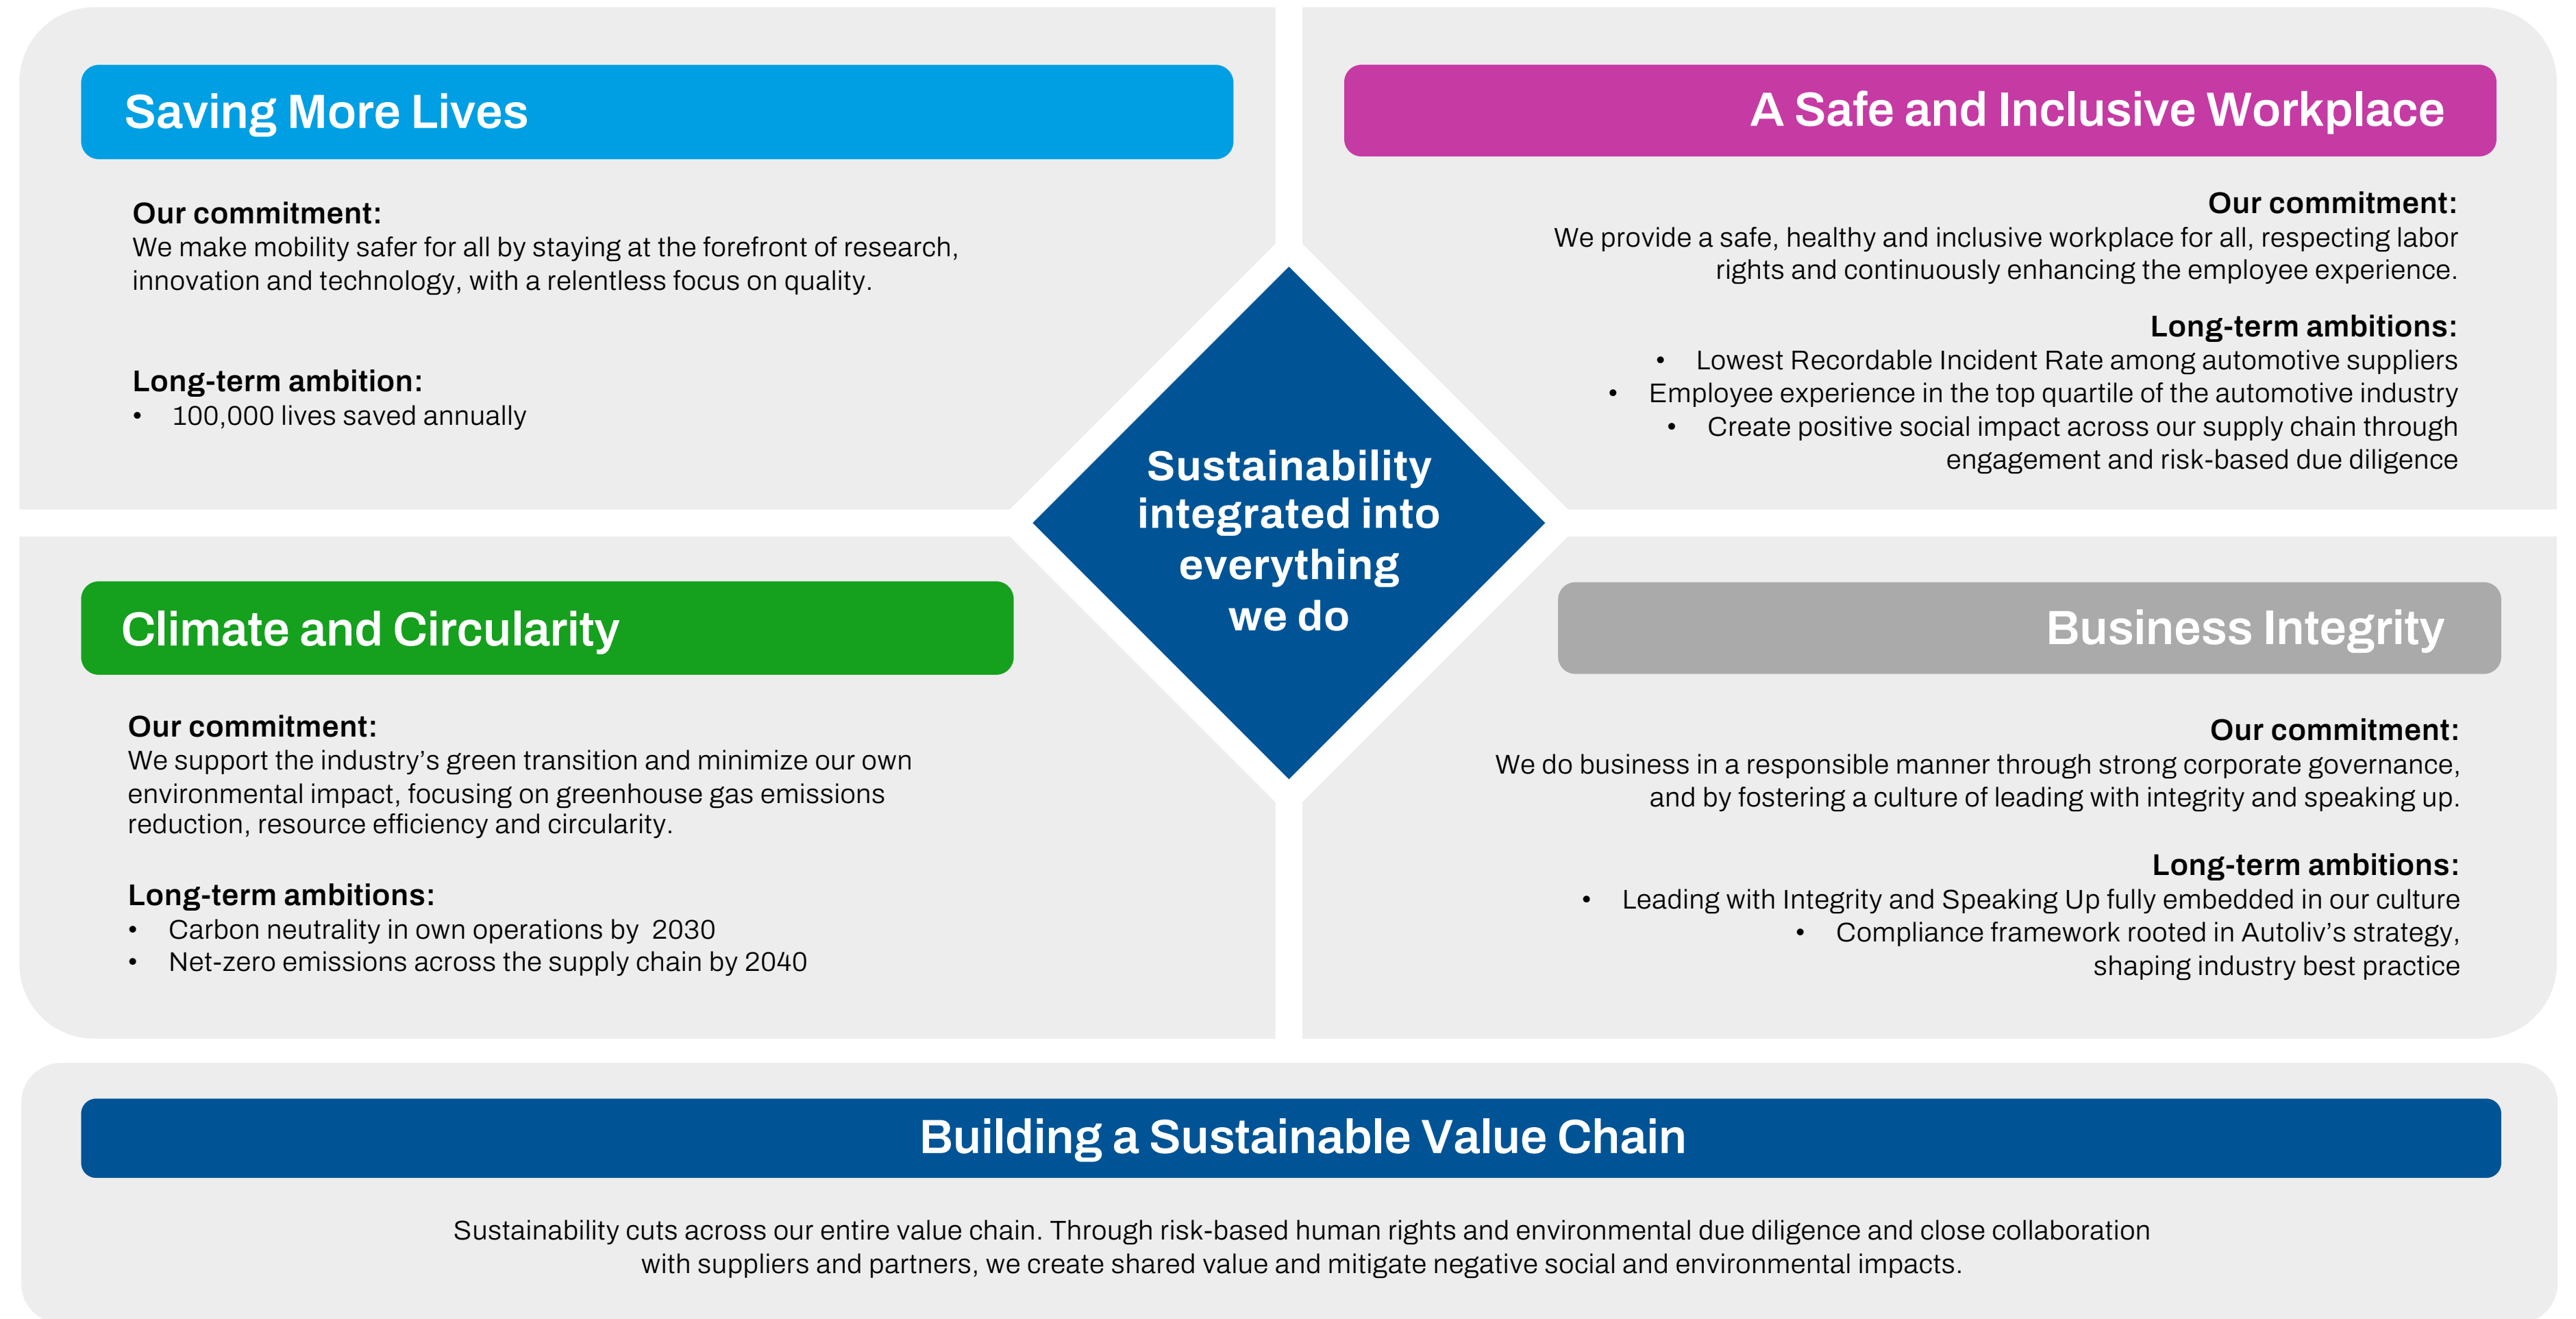 Saving More Lives
Our commitment:
We make mobility safer for all by staying at the forefront of research,
innovation and technology, with a relentless focus on quality.
Long-term ambition:
• 100,000 lives saved annually
A Safe and Inclusive Workplace
Our commitment:
We provide a safe, healthy and inclusive workplace for all, respecting labor
rights and continuously enhancing the employee experience.
Long-term ambitions:
• Lowest Recordable Incident Rate among automotive suppliers
• Employee experience in the top quartile of the automotive industry
• Create positive social impact across our supply chain through
engagement and risk-based due diligence
Sustainability
integrated into
everything
we do
Climate and Circularity
Our commitment:
We support the industry’s green transition and minimize our own
environmental impact, focusing on greenhouse gas emissions
reduction, resource efficiency and circularity.
Long-term ambitions:
• Carbon neutrality in own operations by 2030
• Net-zero emissions across the supply chain by 2040
Business Integrity
Our commitment:
We do business in a responsible manner through strong corporate governance,
and by fostering a culture of leading with integrity and speaking up.
Long-term ambitions:
• Leading with Integrity and Speaking Up fully embedded in our culture
• Compliance framework rooted in Autoliv’s strategy,
shaping industry best practice
Building a Sustainable Value Chain
Sustainability cuts across our entire value chain. Through risk-based human rights and environmental due diligence and close collaboration
with suppliers and partners, we create shared value and mitigate negative social and environmental impacts.